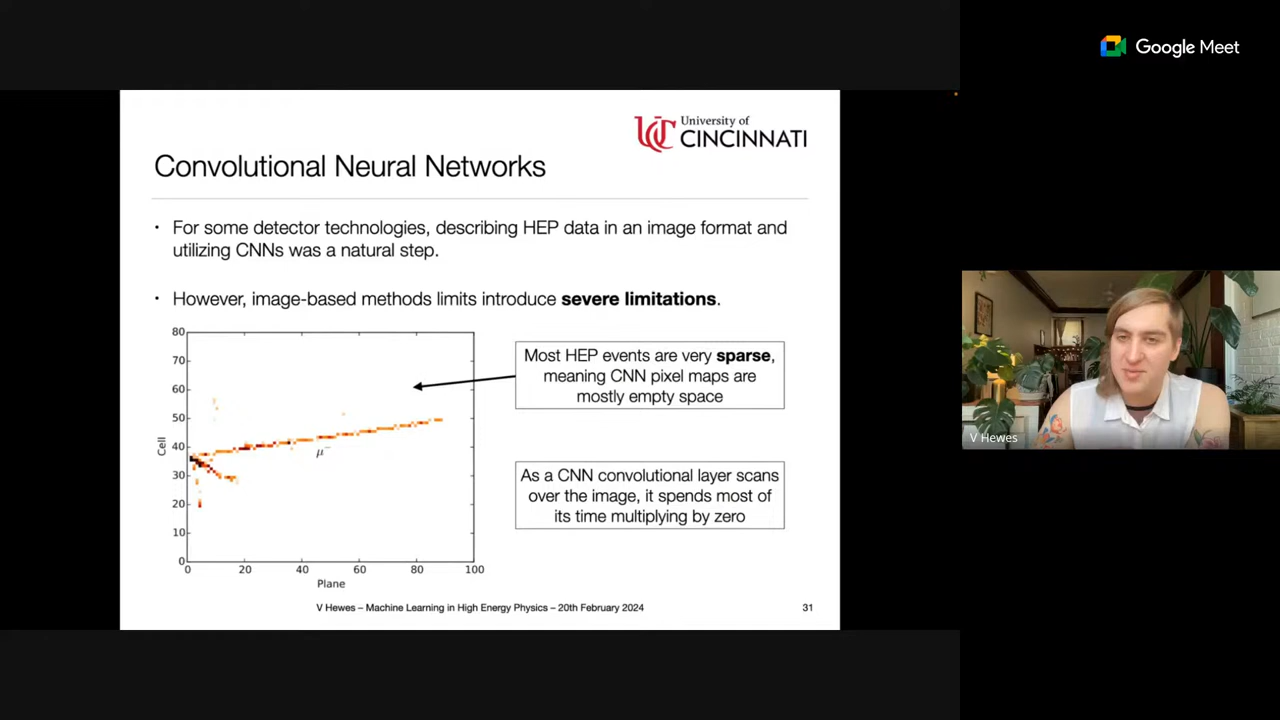 Google Meet
University of
CINCINNATI
Convolutional Neural Networks
• For some detector technologies, describing HEP data in an image format and
utilizing CNNs was a natural step.
• However, image-based methods limits introduce severe limitations.
80
70
60
50
40
30
20
10
0
Cell
0 20 40 60 80 100
Plane
μ⁻
Most HEP events are very sparse,
meaning CNN pixel maps are
mostly empty space
As a CNN convolutional layer scans
over the image, it spends most of
its time multiplying by zero
V Hewes – Machine Learning in High Energy Physics – 20th February 2024
31
V Hewes